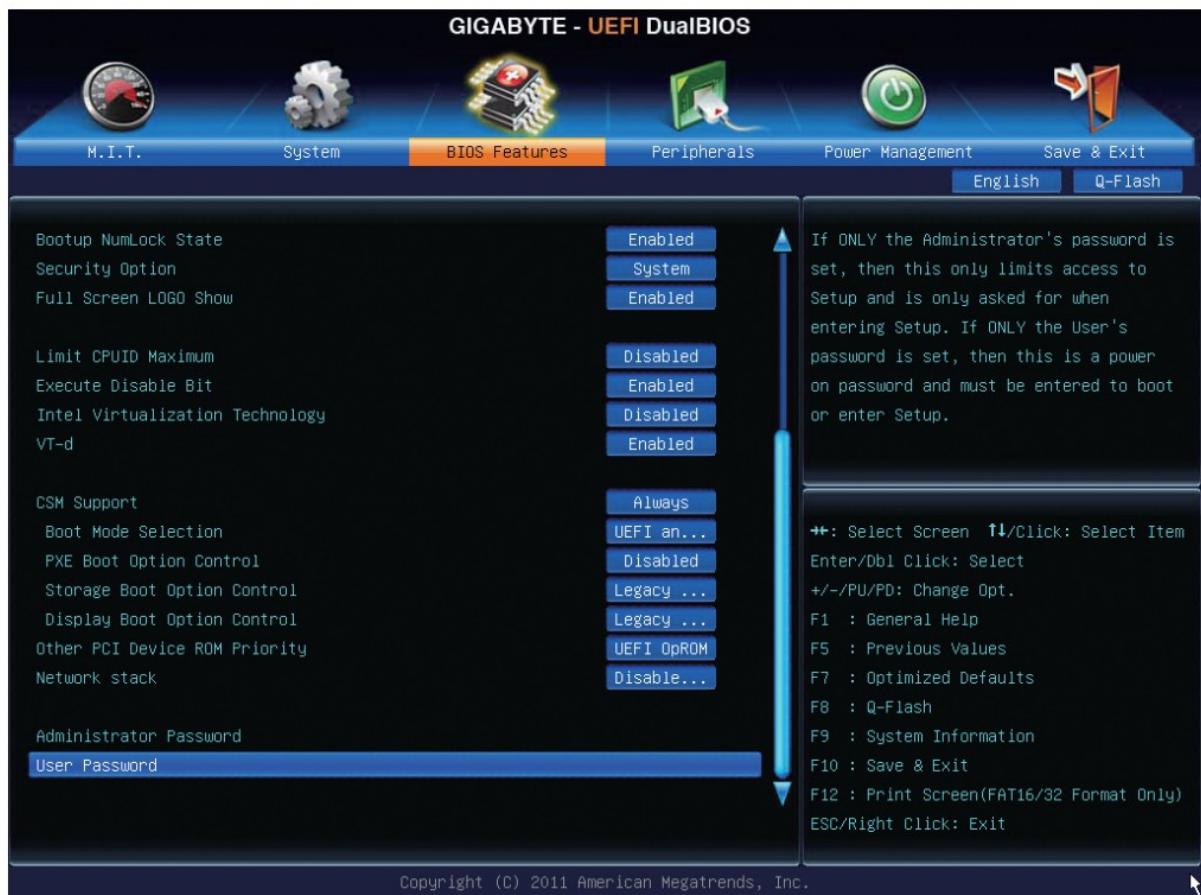 GIGABYTE - UEFI DualBIOS
M.I.T. System BIOS Features Peripherals Power Management Save & Exit
English Q-Flash
Bootup NumLock State Enabled
Security Option System
Full Screen LOGO Show Enabled
Limit CPUID Maximum Disabled
Execute Disable Bit Enabled
Intel Virtualization Technology Disabled
VT-d Enabled
CSM Support Always
Boot Mode Selection UEFI an...
PXE Boot Option Control Disabled
Storage Boot Option Control Legacy ...
Display Boot Option Control Legacy ...
Other PCI Device ROM Priority UEFI OpROM
Network stack Disable...
Administrator Password
User Password
If ONLY the Administrator's password is
set, then this only limits access to
Setup and is only asked for when
entering Setup. If ONLY the User's
password is set, then this is a power
on password and must be entered to boot
or enter Setup.
→←: Select Screen ↑↓/Click: Select Item
Enter/Dbl Click: Select
+/-/PU/PD: Change Opt.
F1 : General Help
F5 : Previous Values
F7 : Optimized Defaults
F8 : Q-Flash
F9 : System Information
F10 : Save & Exit
F12 : Print Screen(FAT16/32 Format Only)
ESC/Right Click: Exit
Copyright (C) 2011 American Megatrends, Inc.